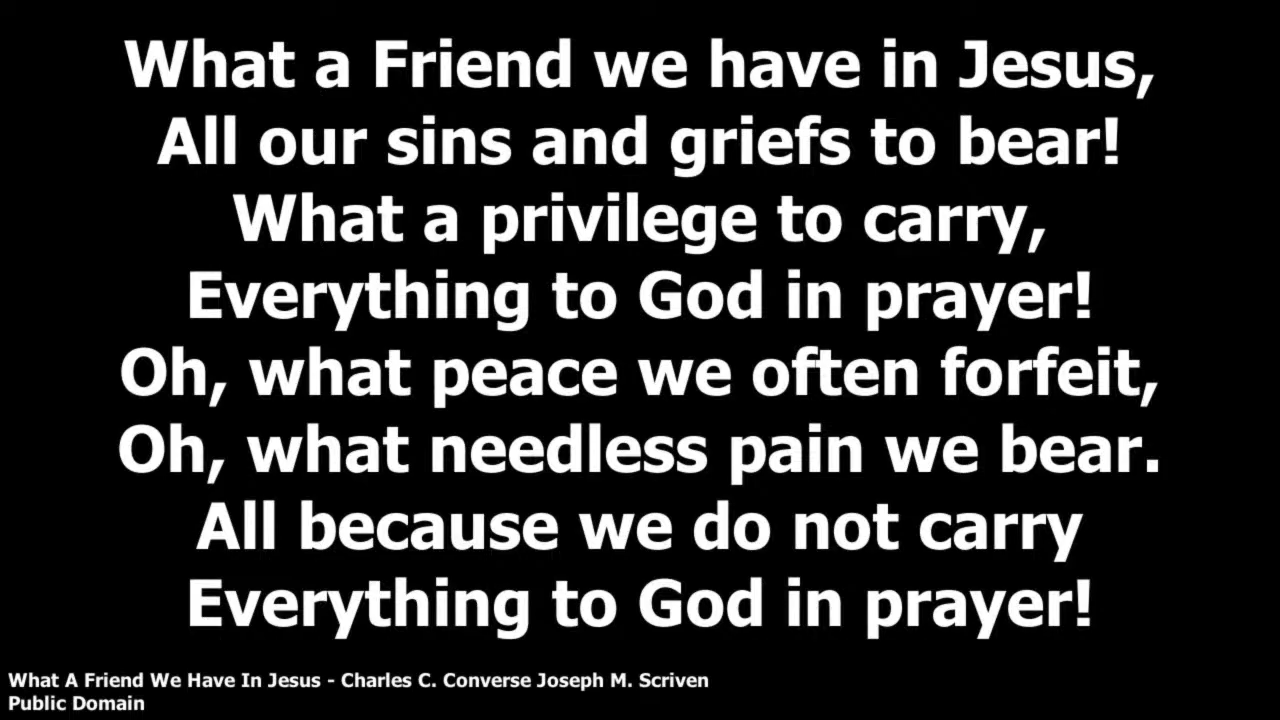 What a Friend we have in Jesus,
All our sins and griefs to bear!
What a privilege to carry,
Everything to God in prayer!
Oh, what peace we often forfeit,
Oh, what needless pain we bear.
All because we do not carry
Everything to God in prayer!
What A Friend We Have In Jesus - Charles C. Converse Joseph M. Scriven
Public Domain